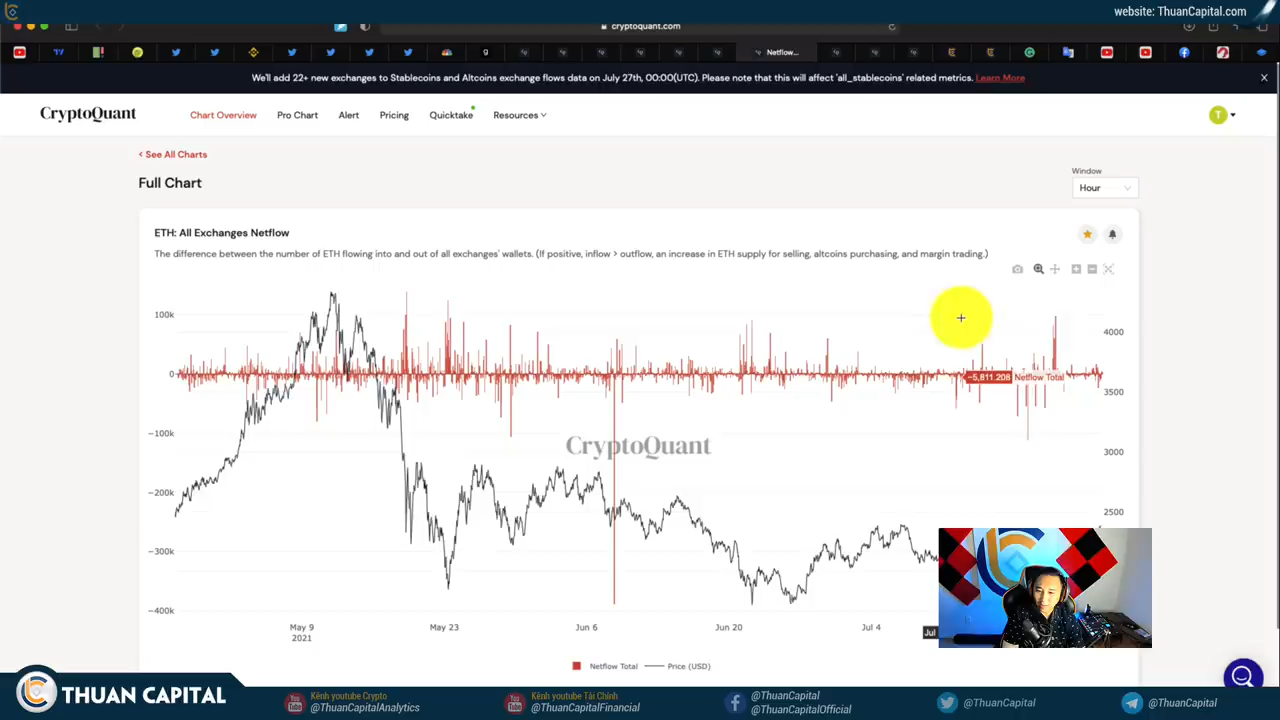 website: ThuanCapital.com
cryptoquant.com
Netflow...
We'll add 22+ new exchanges to Stablecoins and Altcoins exchange flows data on July 27th, 00:00(UTC). Please note that this will affect 'all_stablecoins' related metrics. Learn More
CryptoQuant
Chart Overview
Pro Chart
Alert
Pricing
Quicktake
Resources
T
< See All Charts
Full Chart
Window
Hour
ETH: All Exchanges Netflow
The difference between the number of ETH flowing into and out of all exchanges' wallets. (If positive, inflow > outflow, an increase in ETH supply for selling, altcoins purchasing, and margin trading.)
100k
0
−100k
−200k
−300k
−400k
4000
3500
3000
2500
−5,811.208 Netflow Total
CryptoQuant
May 9
2021
May 23
Jun 6
Jun 20
Jul 4
Jul
Netflow Total
Price (USD)
THUAN CAPITAL
Kênh youtube Crypto
@ThuanCapitalAnalytics
Kênh youtube Tài Chính
@ThuanCapitalFinancial
@ThuanCapital
@ThuanCapitalOfficial
@ThuanCapital
@ThuanCapital